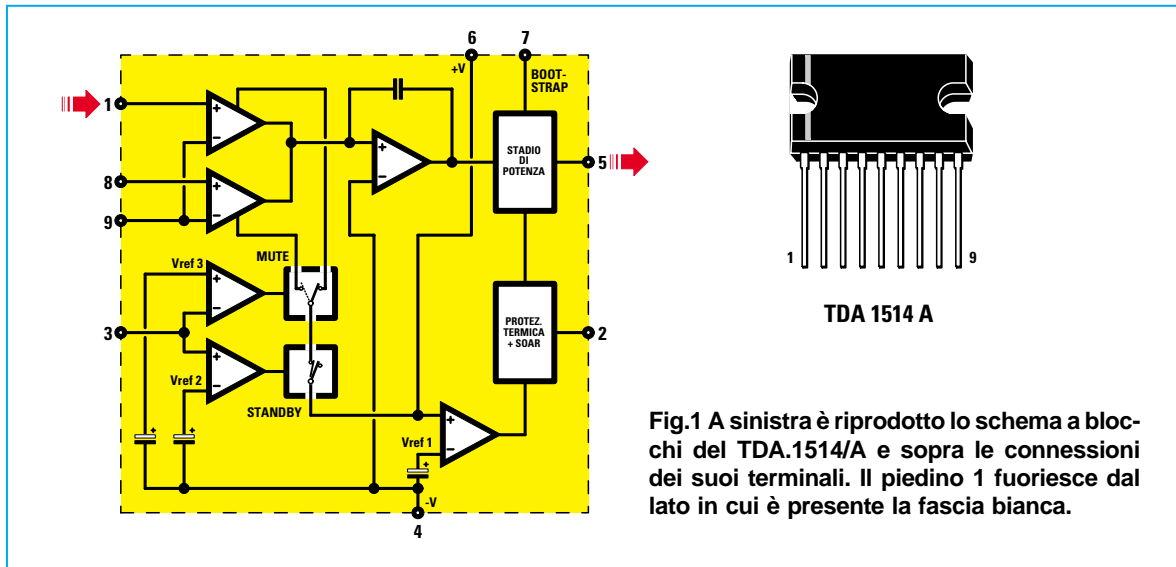 6
7
+V
BOOT-
STRAP
1
+
−
+
−
STADIO
DI
POTENZA
5
8
+
−
9
MUTE
Vref 3
+
−
3
PROTEZ.
TERMICA
+ SOAR
2
+
−
Vref 2
STANDBY
+
−
Vref 1
+
+
+
-V
4
1
9
TDA 1514 A
Fig.1 A sinistra è riprodotto lo schema a bloc-
chi del TDA.1514/A e sopra le connessioni
dei suoi terminali. Il piedino 1 fuoriesce dal
lato in cui è presente la fascia bianca.